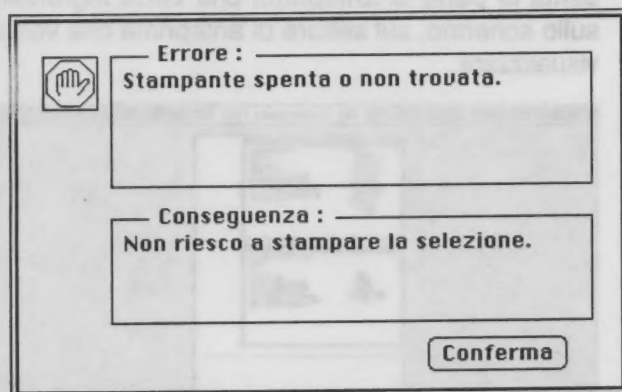 Errore :
Stampante spenta o non trovata.
Conseguenza :
Non riesco a stampare la selezione.
Conferma